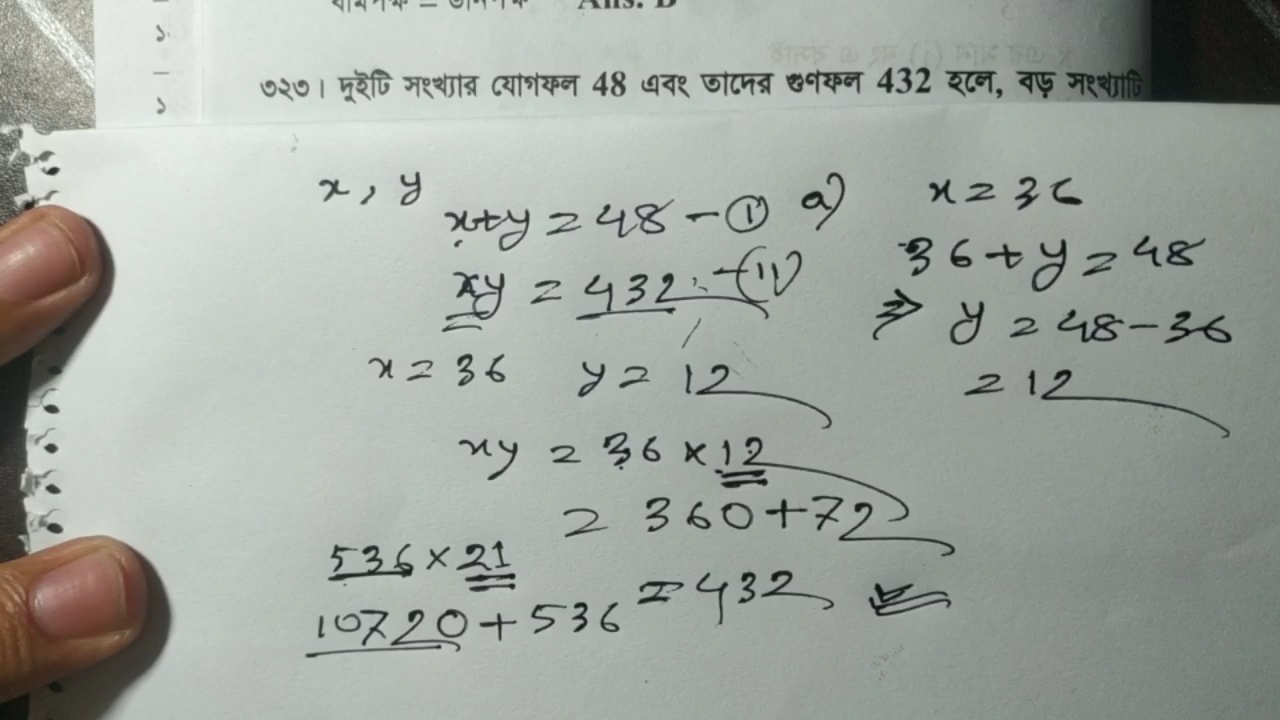 Ans. B
৩২৩। দুইটি সংখ্যার যোগফল 48 এবং তাদের গুণফল 432 হলে, বড় সংখ্যাটি
x, y
x+y = 48 - (i)
xy = 432 - (ii)
x = 36 y = 12
xy = 36 × 12
= 360 + 72
= 432
536 × 21
10720 + 536
a) x = 36
36 + y = 48
⇒ y = 48 - 36
= 12